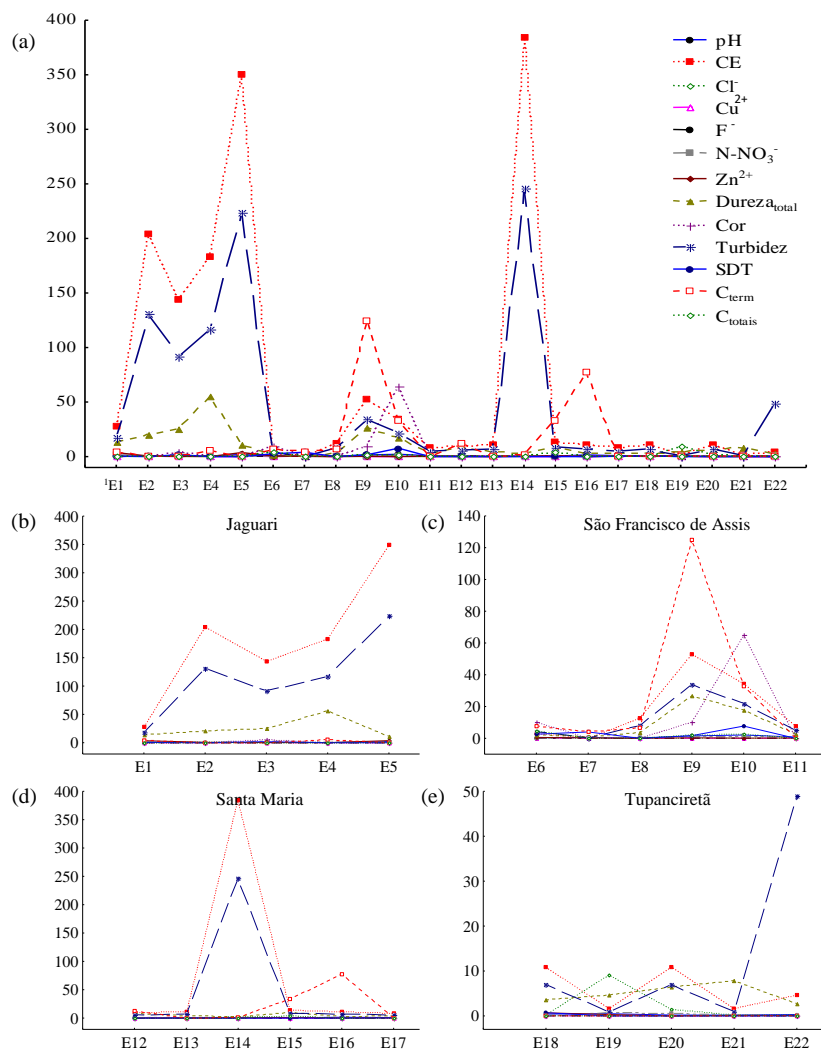 (a)
400
350
300
250
200
150
100
50
0
¹E1 E2 E3 E4 E5 E6 E7 E8 E9 E10 E11 E12 E13 E14 E15 E16 E17 E18 E19 E20 E21 E22
pH
CE
Cl⁻
Cu²⁺
F⁻
N-NO₃⁻
Zn²⁺
Dureza total
Cor
Turbidez
SDT
C term
C totais
(b) Jaguari
400
350
300
250
200
150
100
50
0
E1 E2 E3 E4 E5
(c) São Francisco de Assis
140
120
100
80
60
40
20
0
E6 E7 E8 E9 E10 E11
(d) Santa Maria
400
350
300
250
200
150
100
50
0
E12 E13 E14 E15 E16 E17
(e) Tupanciretã
50
40
30
20
10
0
E18 E19 E20 E21 E22